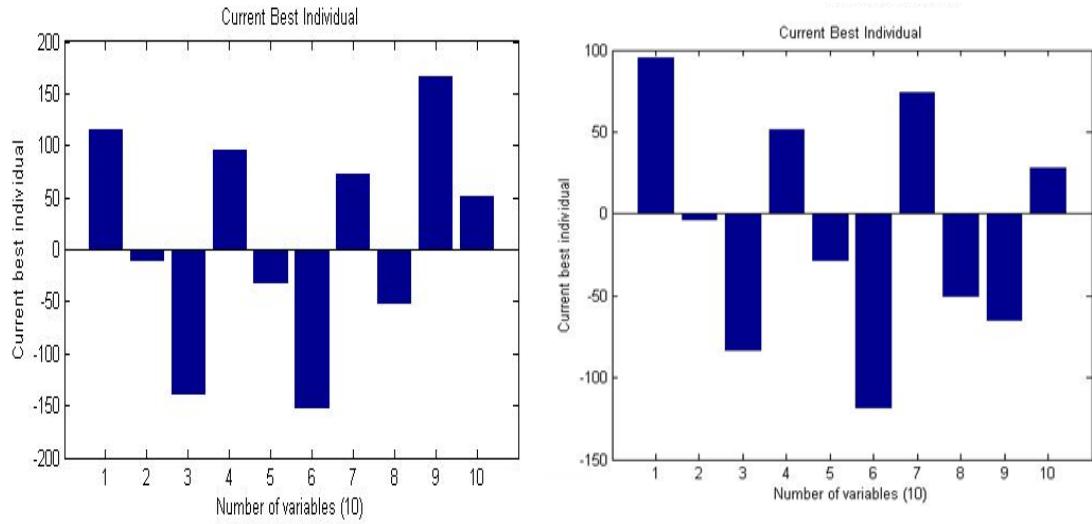 Current Best Individual
200
150
100
50
0
-50
-100
-150
-200
Current best individual
1 2 3 4 5 6 7 8 9 10
Number of variables (10)
Current Best Individual
100
50
0
-50
-100
-150
Current best individual
1 2 3 4 5 6 7 8 9 10
Number of variables (10)